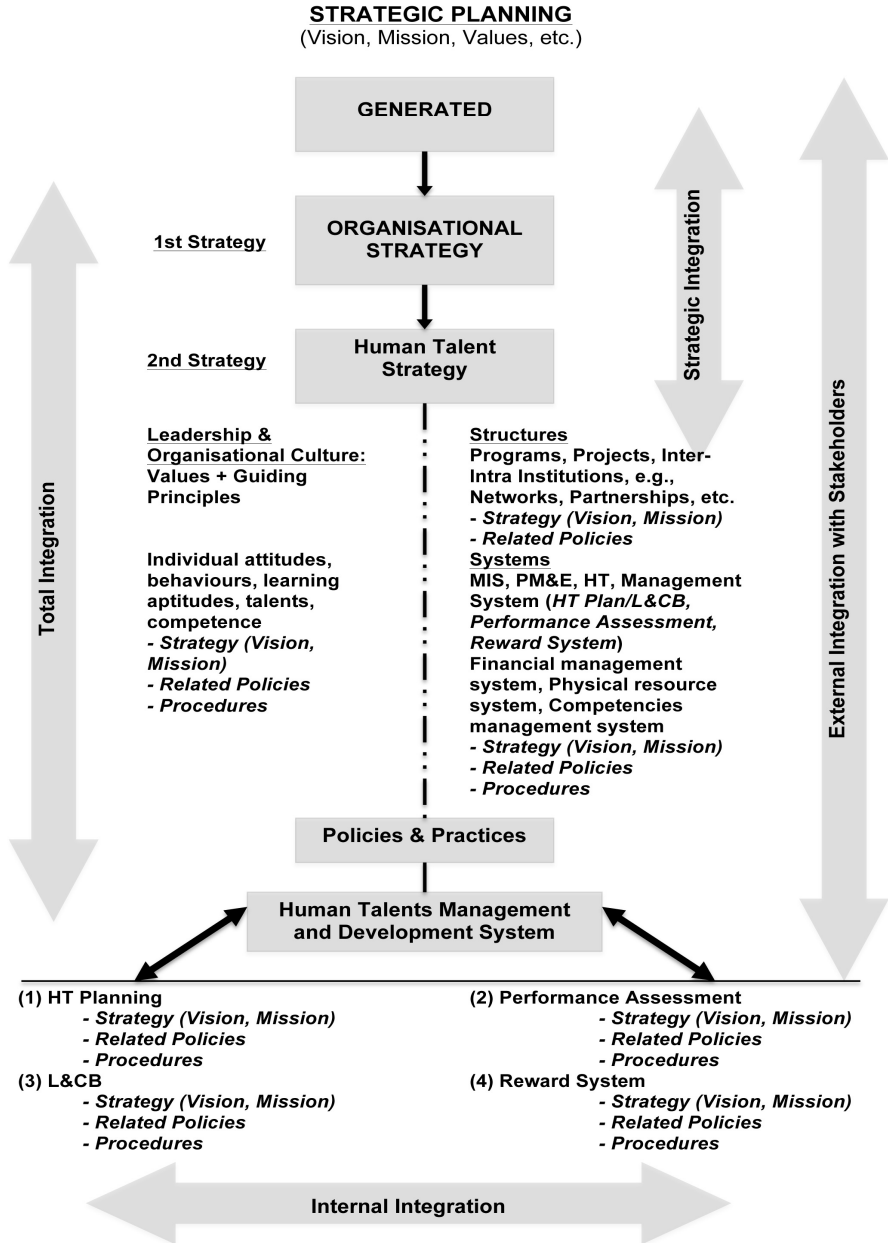 STRATEGIC PLANNING
(Vision, Mission, Values, etc.)
GENERATED
1st Strategy
ORGANISATIONAL
STRATEGY
2nd Strategy
Human Talent
Strategy
Strategic Integration
External Integration with Stakeholders
Total Integration
Leadership &
Organisational Culture:
Values + Guiding
Principles
Individual attitudes,
behaviours, learning
aptitudes, talents,
competence
- Strategy (Vision,
Mission)
- Related Policies
- Procedures
Structures
Programs, Projects, Inter-
Intra Institutions, e.g.,
Networks, Partnerships, etc.
- Strategy (Vision, Mission)
- Related Policies
Systems
MIS, PM&E, HT, Management
System (HT Plan/L&CB,
Performance Assessment,
Reward System)
Financial management
system, Physical resource
system, Competencies
management system
- Strategy (Vision, Mission)
- Related Policies
- Procedures
Policies & Practices
Human Talents Management
and Development System
(1) HT Planning
- Strategy (Vision, Mission)
- Related Policies
- Procedures
(2) Performance Assessment
- Strategy (Vision, Mission)
- Related Policies
- Procedures
(3) L&CB
- Strategy (Vision, Mission)
- Related Policies
- Procedures
(4) Reward System
- Strategy (Vision, Mission)
- Related Policies
- Procedures
Internal Integration